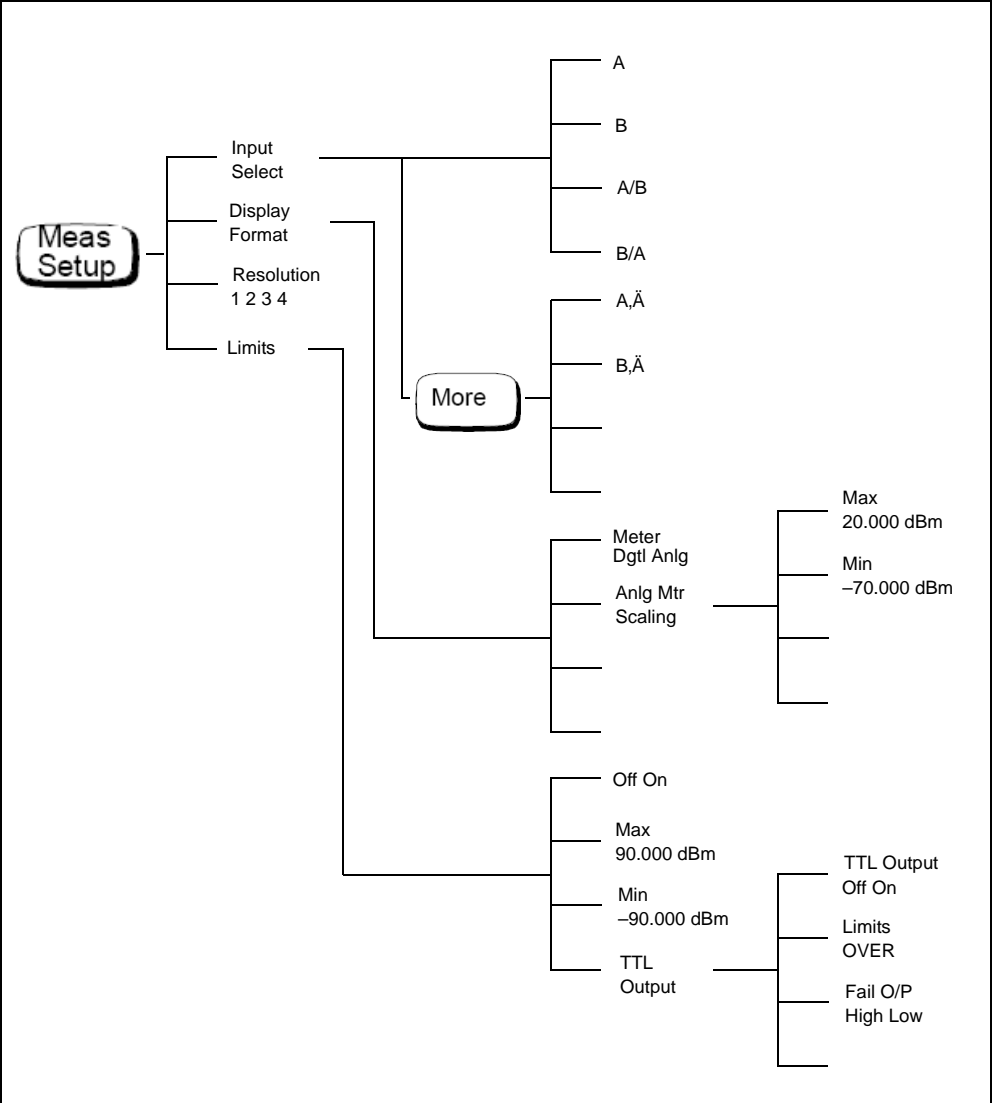 Meas
Setup
Input
Select
Display
Format
Resolution
1 2 3 4
Limits
A
B
A/B
B/A
More
A,Ä
B,Ä
Meter
Dgtl Anlg
Anlg Mtr
Scaling
Max
20.000 dBm
Min
–70.000 dBm
Off On
Max
90.000 dBm
Min
–90.000 dBm
TTL
Output
TTL Output
Off On
Limits
OVER
Fail O/P
High Low